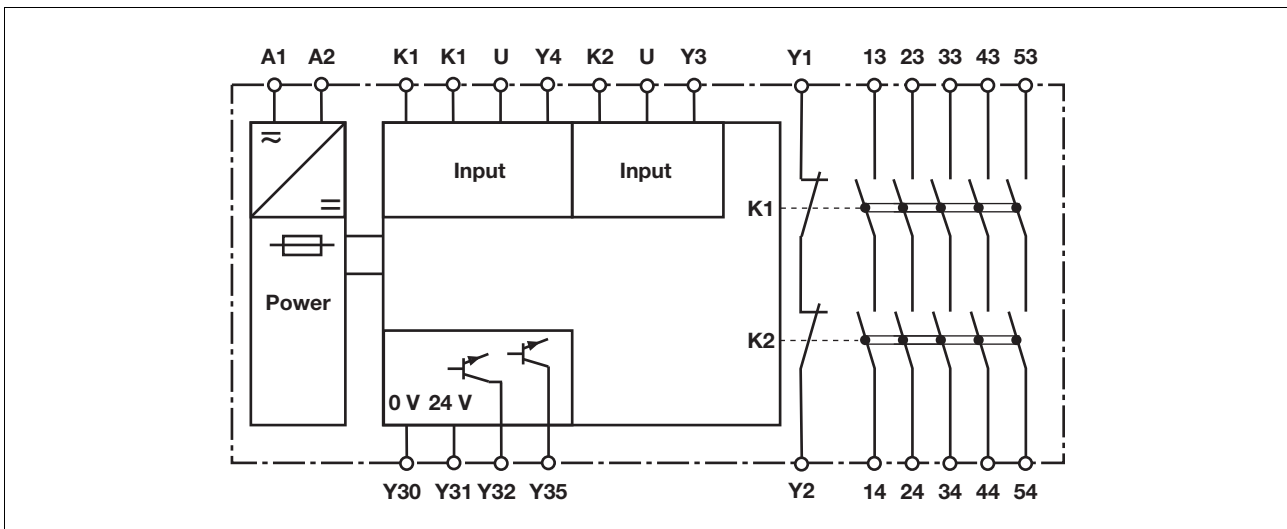 A1 A2 K1 K1 U Y4 K2 U Y3 Y1 13 23 33 43 53
Input Input
K1
Power
K2
0 V 24 V
Y30 Y31 Y32 Y35 Y2 14 24 34 44 54